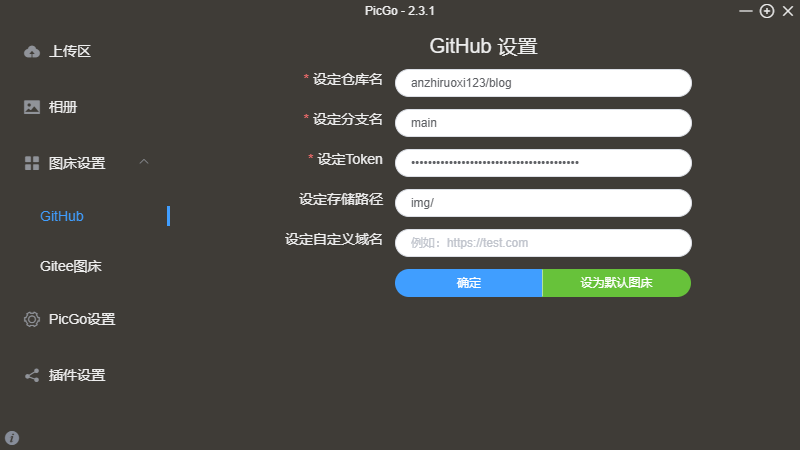 PicGo - 2.3.1
上传区
相册
图床设置
GitHub
Gitee图床
PicGo设置
插件设置
GitHub 设置
* 设定仓库名 anzhiruoxi123/blog
* 设定分支名 main
* 设定Token ••••••••••••••••••••••••••••••••••••••••
设定存储路径 img/
设定自定义域名 例如：https://test.com
确定 设为默认图床